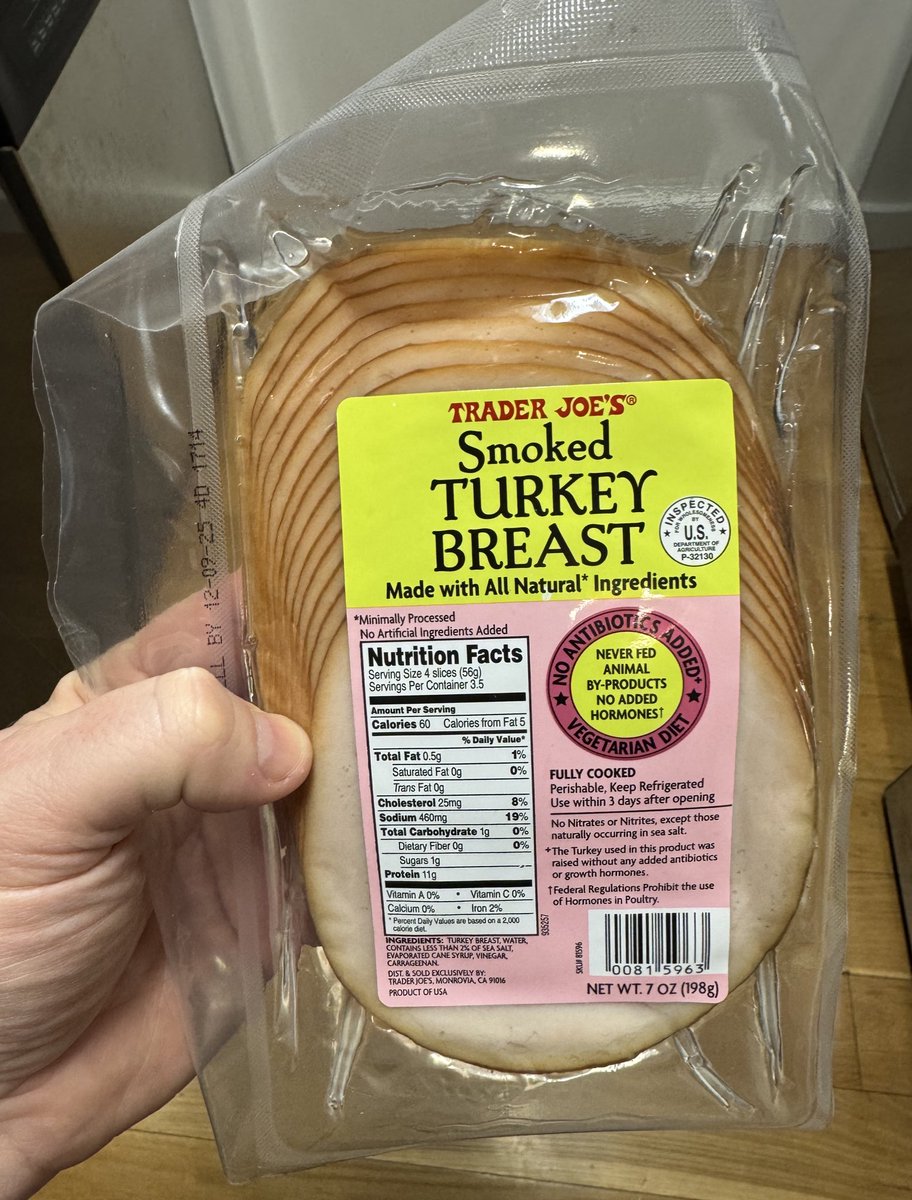 TRADER JOE'S®
Smoked
TURKEY
BREAST
Made with All Natural* Ingredients
INSPECTED
FOR WHOLESOMENESS
BY
U.S.
DEPARTMENT OF
AGRICULTURE
P-32130
*Minimally Processed
No Artificial Ingredients Added
Nutrition Facts
Serving Size 4 slices (56g)
Servings Per Container 3.5
Amount Per Serving
Calories 60 Calories from Fat 5
% Daily Value*
Total Fat 0.5g 1%
Saturated Fat 0g 0%
Trans Fat 0g
Cholesterol 25mg 8%
Sodium 460mg 19%
Total Carbohydrate 1g 0%
Dietary Fiber 0g 0%
Sugars 1g
Protein 11g
Vitamin A 0% • Vitamin C 0%
Calcium 0% • Iron 2%
* Percent Daily Values are based on a 2,000
calorie diet.
INGREDIENTS: TURKEY BREAST, WATER,
CONTAINS LESS THAN 2% OF SEA SALT,
EVAPORATED CANE SYRUP, VINEGAR,
CARRAGEENAN.
DIST. & SOLD EXCLUSIVELY BY:
TRADER JOE'S, MONROVIA, CA 91016
PRODUCT OF USA
935257
NO ANTIBIOTICS ADDED+
NEVER FED
ANIMAL
BY-PRODUCTS
NO ADDED
HORMONES†
VEGETARIAN DIET
FULLY COOKED
Perishable, Keep Refrigerated
Use within 3 days after opening
No Nitrates or Nitrites, except those
naturally occurring in sea salt.
+The Turkey used in this product was
raised without any added antibiotics
or growth hormones.
†Federal Regulations Prohibit the use
of Hormones in Poultry.
SKU# 81596
0081 5963
NET WT. 7 OZ (198g)
BY 12-09-25 4D 1714